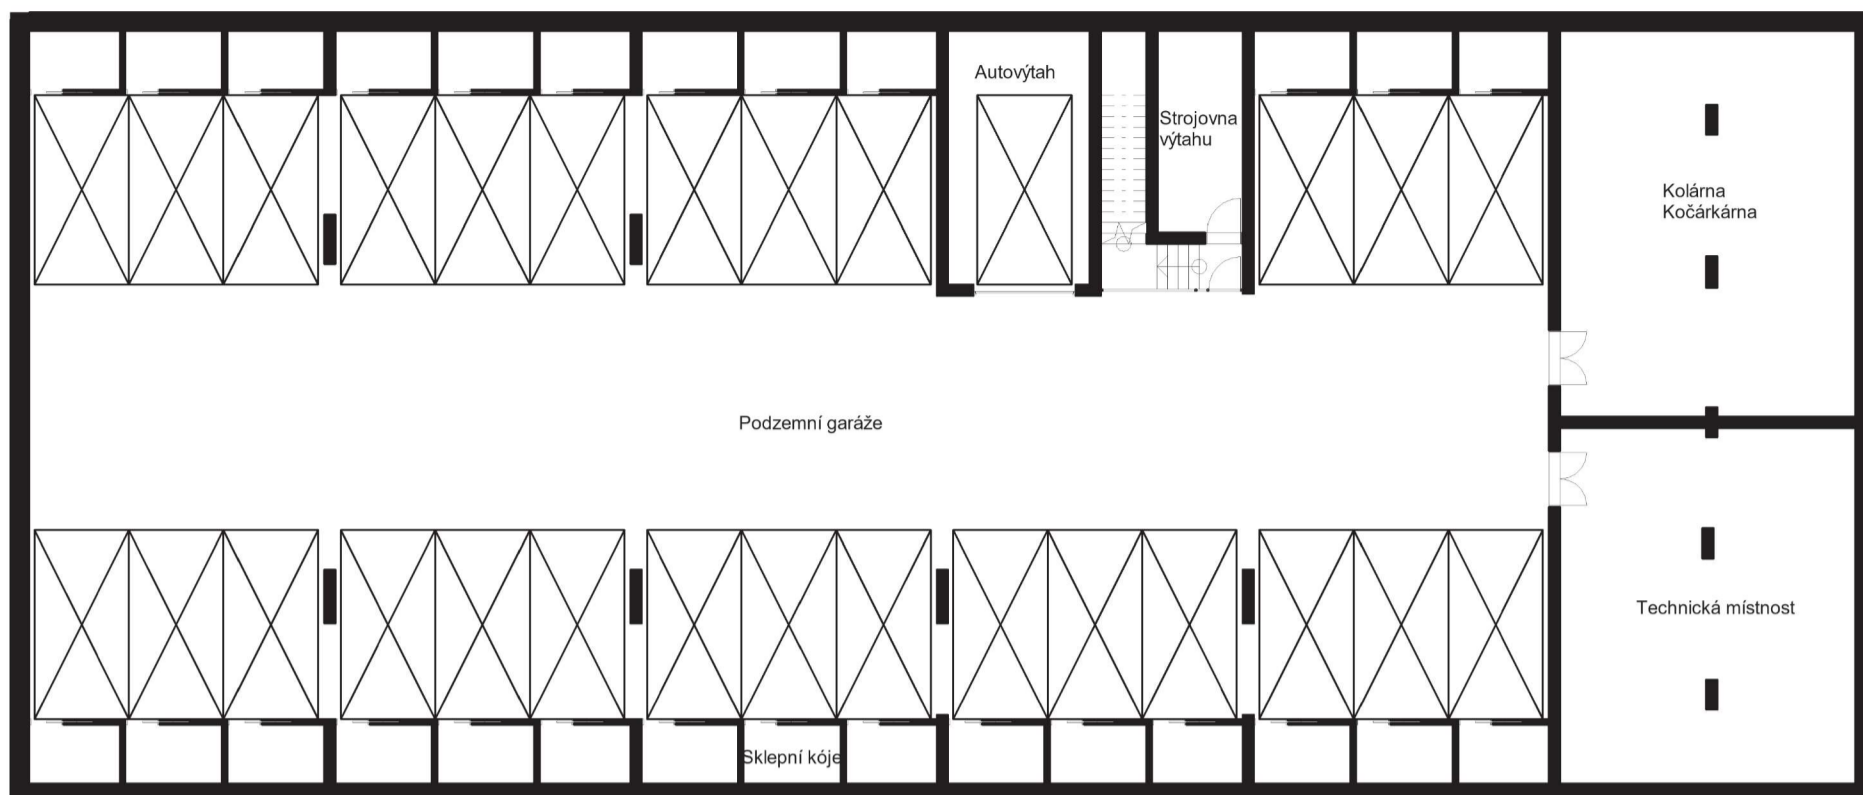 Autovýtah
Strojovna
výtahu
Kolárna
Kočárkárna
Podzemní garáže
Technická místnost
Sklepní kóje